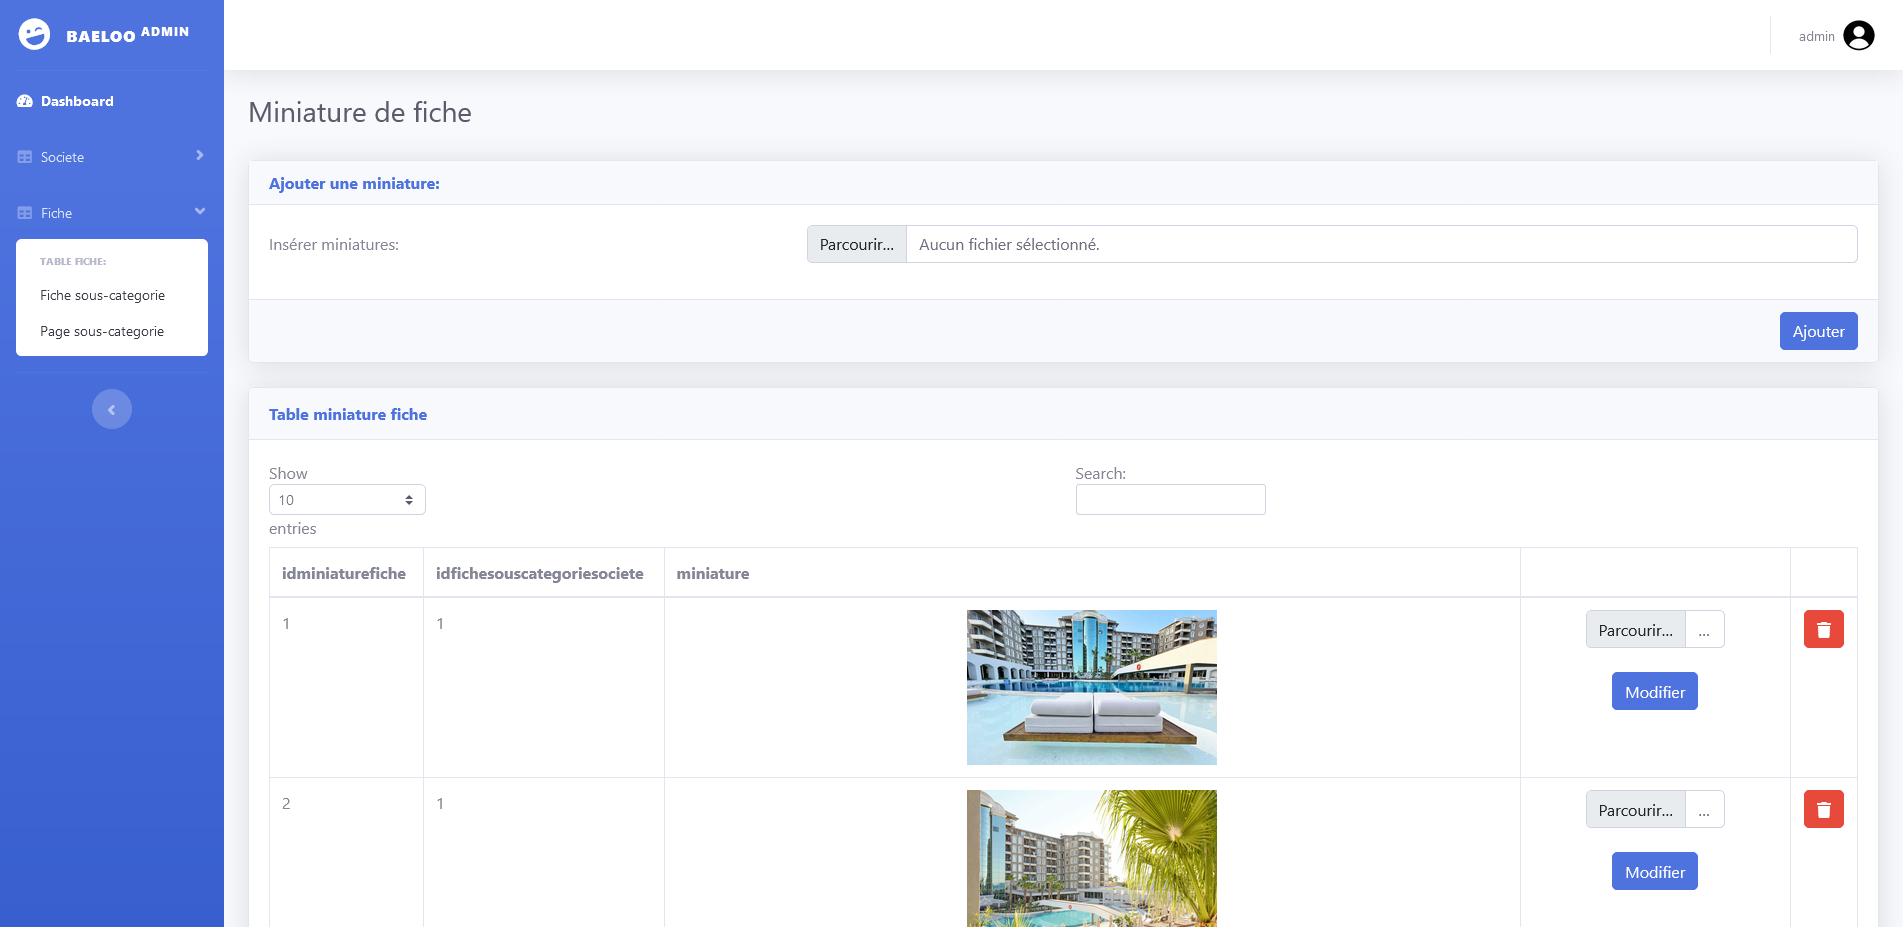 BAELOO ADMIN
admin
Dashboard
Societe
Fiche
TABLE FICHE:
Fiche sous-categorie
Page sous-categorie
Miniature de fiche
Ajouter une miniature:
Insérer miniatures:
Parcourir... Aucun fichier sélectionné.
Ajouter
Table miniature fiche
Show
10
entries
Search:
idminiaturefiche idfichesouscategoriesociete miniature
1 1 Parcourir... ...
Modifier
2 1 Parcourir... ...
Modifier